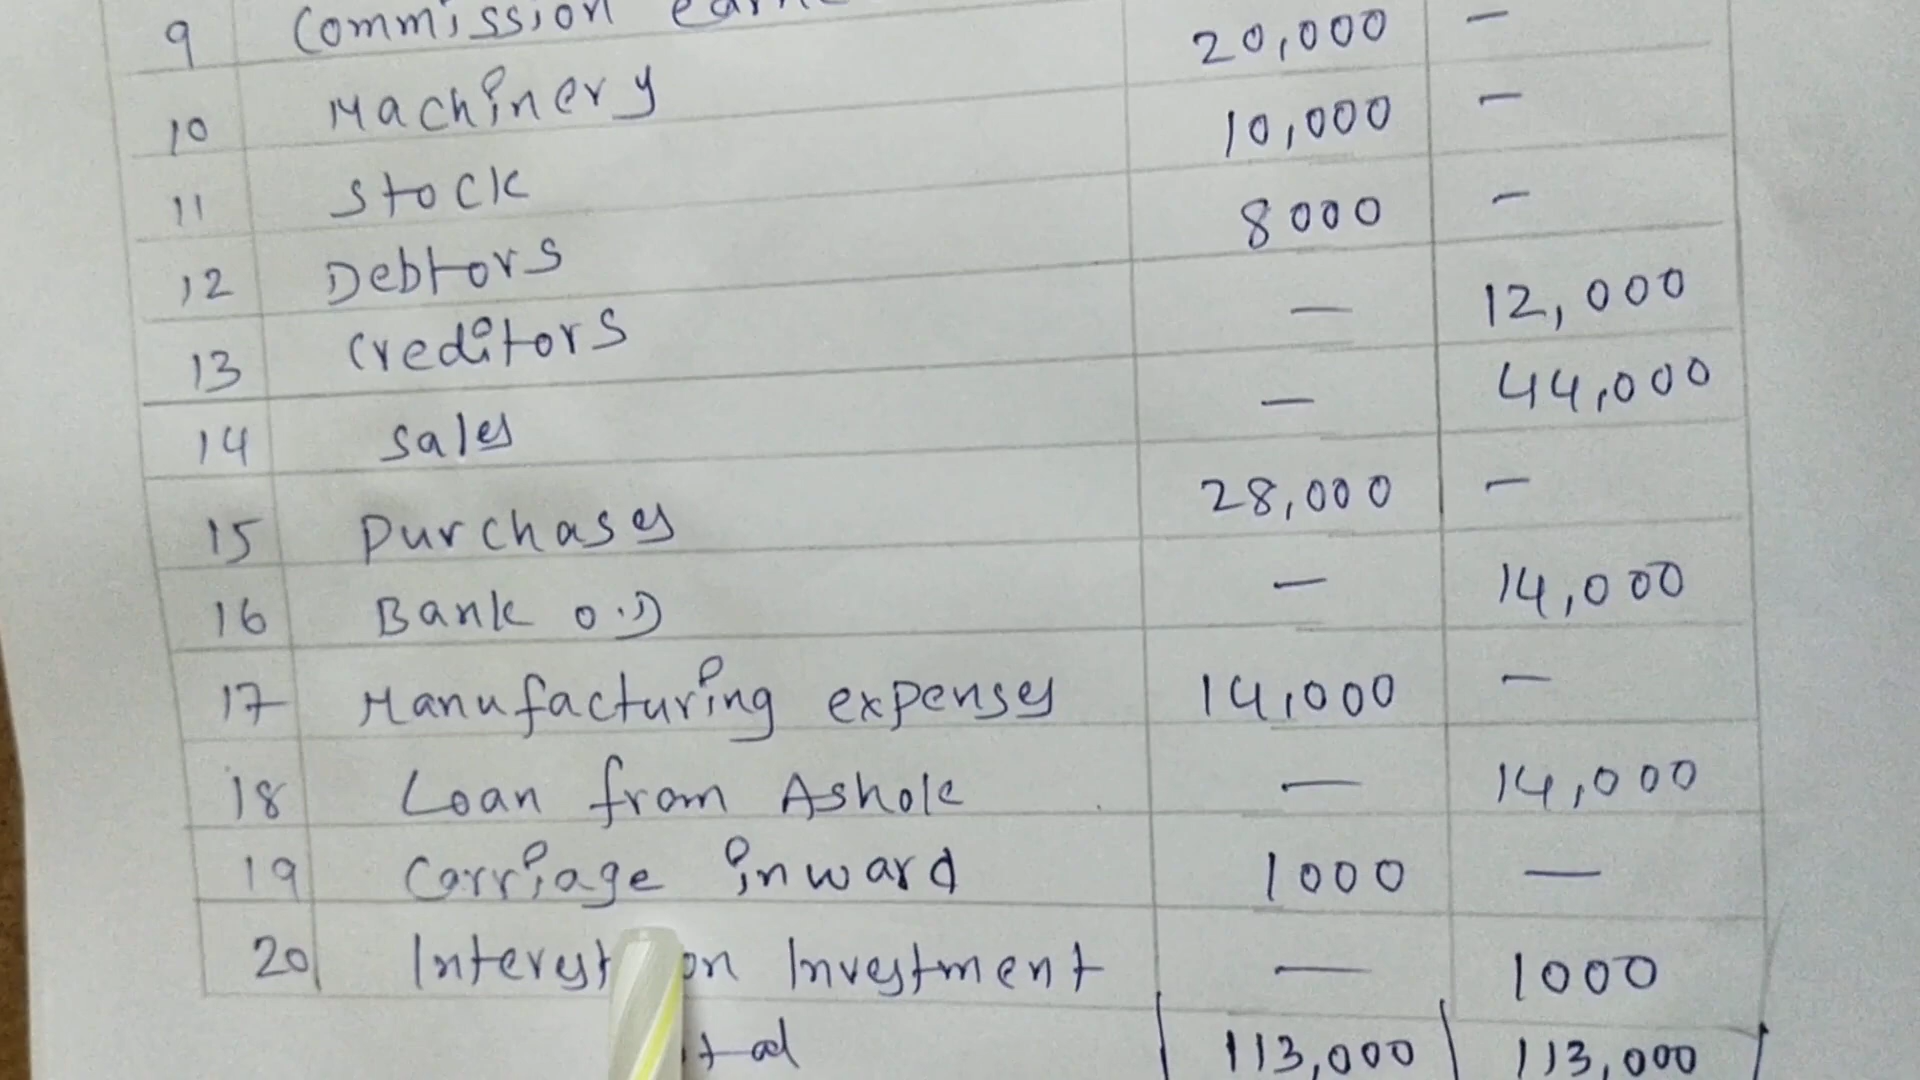 9 Commission
10 Machinery 20,000 -
11 Stock 10,000 -
12 Debtors 8000 -
13 Creditors - 12,000
14 Sales - 44,000
15 Purchases 28,000 -
16 Bank O.D - 14,000
17 Manufacturing expenses 14,000 -
18 Loan from Ashok - 14,000
19 Carriage inward 1000 -
20 Interest on Investment - 1000
113,000 113,000